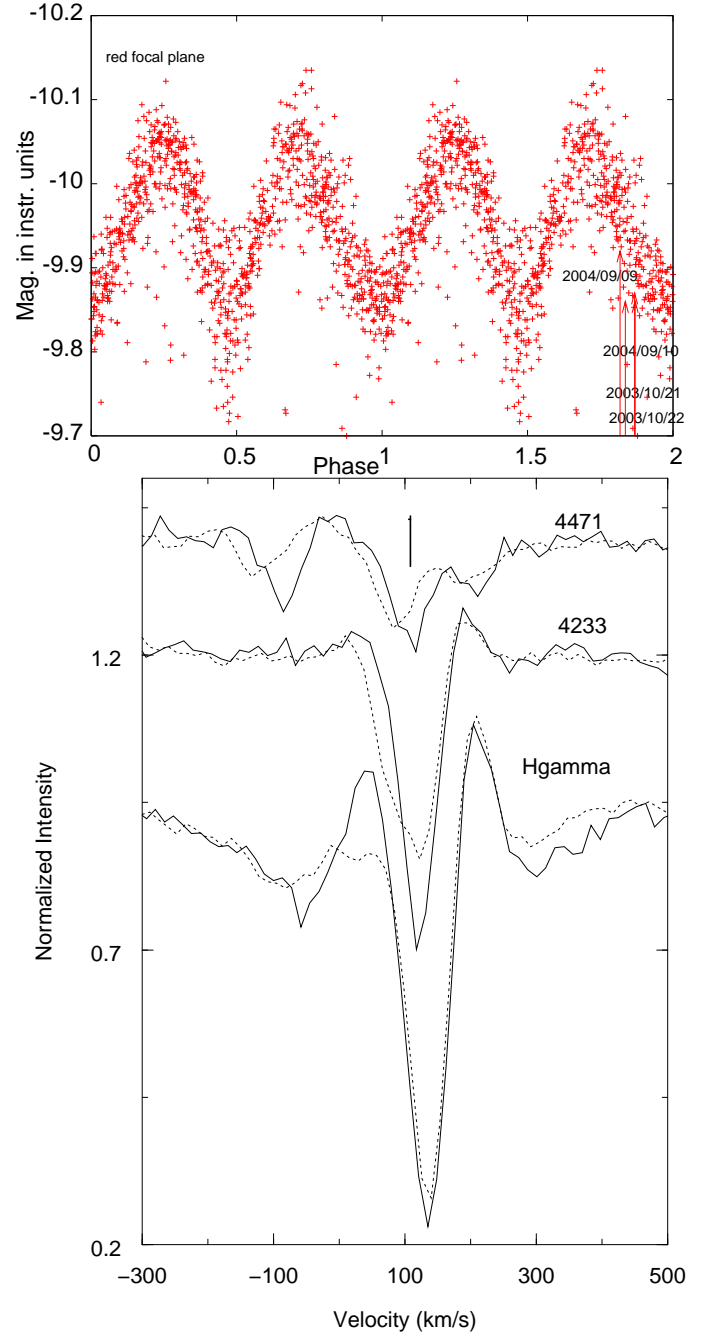 -10.2
red focal plane
-10.1
-10
-9.9
-9.8
-9.7
Mag. in instr. units
2004/09/09
2004/09/10
2003/10/21
2003/10/22
0 0.5 1 1.5 2
Phase
4471
4233
Hgamma
1.2
0.7
0.2
Normalized Intensity
−300 −100 100 300 500
Velocity (km/s)